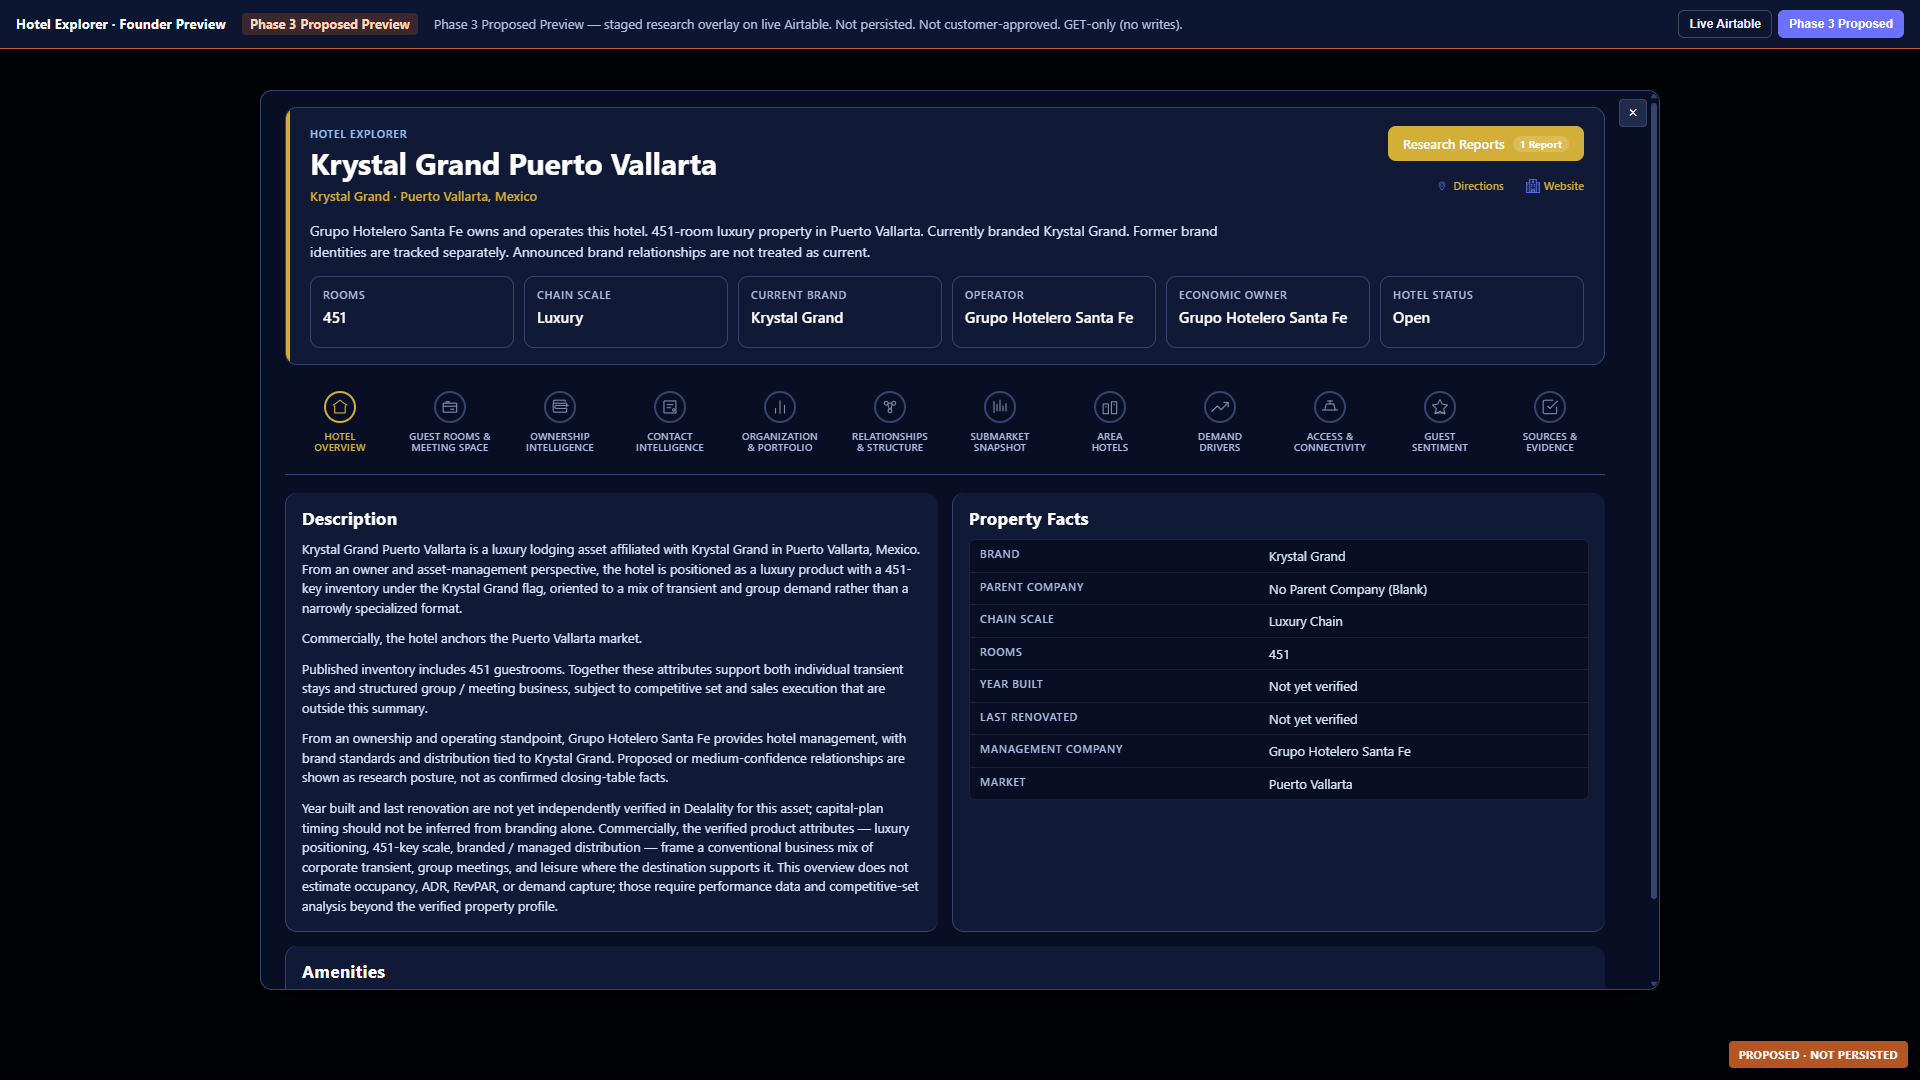 Hotel Explorer · Founder Preview
Phase 3 Proposed Preview
Phase 3 Proposed Preview — staged research overlay on live Airtable. Not persisted. Not customer-approved. GET-only (no writes).
Live Airtable
Phase 3 Proposed
×
HOTEL EXPLORER
Krystal Grand Puerto Vallarta
Krystal Grand · Puerto Vallarta, Mexico
Research Reports 1 Report
Directions
Website
Grupo Hotelero Santa Fe owns and operates this hotel. 451-room luxury property in Puerto Vallarta. Currently branded Krystal Grand. Former brand
identities are tracked separately. Announced brand relationships are not treated as current.
ROOMS
451
CHAIN SCALE
Luxury
CURRENT BRAND
Krystal Grand
OPERATOR
Grupo Hotelero Santa Fe
ECONOMIC OWNER
Grupo Hotelero Santa Fe
HOTEL STATUS
Open
HOTEL
OVERVIEW
GUEST ROOMS &
MEETING SPACE
OWNERSHIP
INTELLIGENCE
CONTACT
INTELLIGENCE
ORGANIZATION
& PORTFOLIO
RELATIONSHIPS
& STRUCTURE
SUBMARKET
SNAPSHOT
AREA
HOTELS
DEMAND
DRIVERS
ACCESS &
CONNECTIVITY
GUEST
SENTIMENT
SOURCES &
EVIDENCE
Description
Krystal Grand Puerto Vallarta is a luxury lodging asset affiliated with Krystal Grand in Puerto Vallarta, Mexico.
From an owner and asset-management perspective, the hotel is positioned as a luxury product with a 451-
key inventory under the Krystal Grand flag, oriented to a mix of transient and group demand rather than a
narrowly specialized format.
Commercially, the hotel anchors the Puerto Vallarta market.
Published inventory includes 451 guestrooms. Together these attributes support both individual transient
stays and structured group / meeting business, subject to competitive set and sales execution that are
outside this summary.
From an ownership and operating standpoint, Grupo Hotelero Santa Fe provides hotel management, with
brand standards and distribution tied to Krystal Grand. Proposed or medium-confidence relationships are
shown as research posture, not as confirmed closing-table facts.
Year built and last renovation are not yet independently verified in Dealality for this asset; capital-plan
timing should not be inferred from branding alone. Commercially, the verified product attributes — luxury
positioning, 451-key scale, branded / managed distribution — frame a conventional business mix of
corporate transient, group meetings, and leisure where the destination supports it. This overview does not
estimate occupancy, ADR, RevPAR, or demand capture; those require performance data and competitive-set
analysis beyond the verified property profile.
Property Facts
BRAND Krystal Grand
PARENT COMPANY No Parent Company (Blank)
CHAIN SCALE Luxury Chain
ROOMS 451
YEAR BUILT Not yet verified
LAST RENOVATED Not yet verified
MANAGEMENT COMPANY Grupo Hotelero Santa Fe
MARKET Puerto Vallarta
Amenities
PROPOSED · NOT PERSISTED